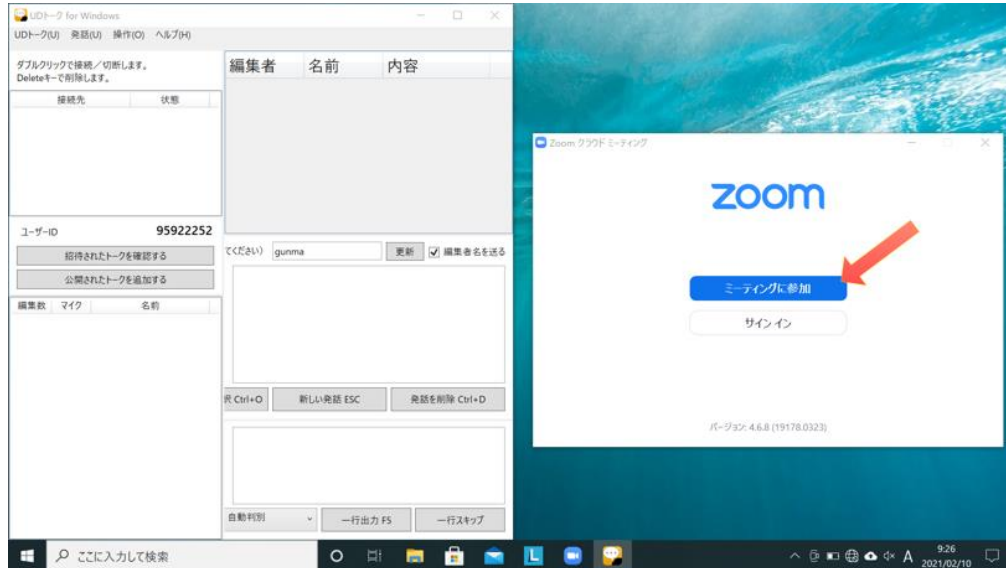 UDトーク for Windows
UDトーク(U) 発話(U) 操作(O) ヘルプ(H)
ダブルクリックで接続／切断します。
Deleteキーで削除します。
接続先 状態
ユーザーID 95922252
招待されたトークを確認する
公開されたトークを追加する
編集数 マイク 名前
編集者 名前 内容
てください) gunma 更新 編集者名を送る
択 Ctrl+O 新しい発話 ESC 発話を削除 Ctrl+D
自動判別 一行出力 F5 一行スキップ
Zoom クラウド ミーティング
zoom
ミーティングに参加
サイン イン
バージョン: 4.6.8 (19178.0323)
ここに入力して検索
L
A
9:26
2021/02/10